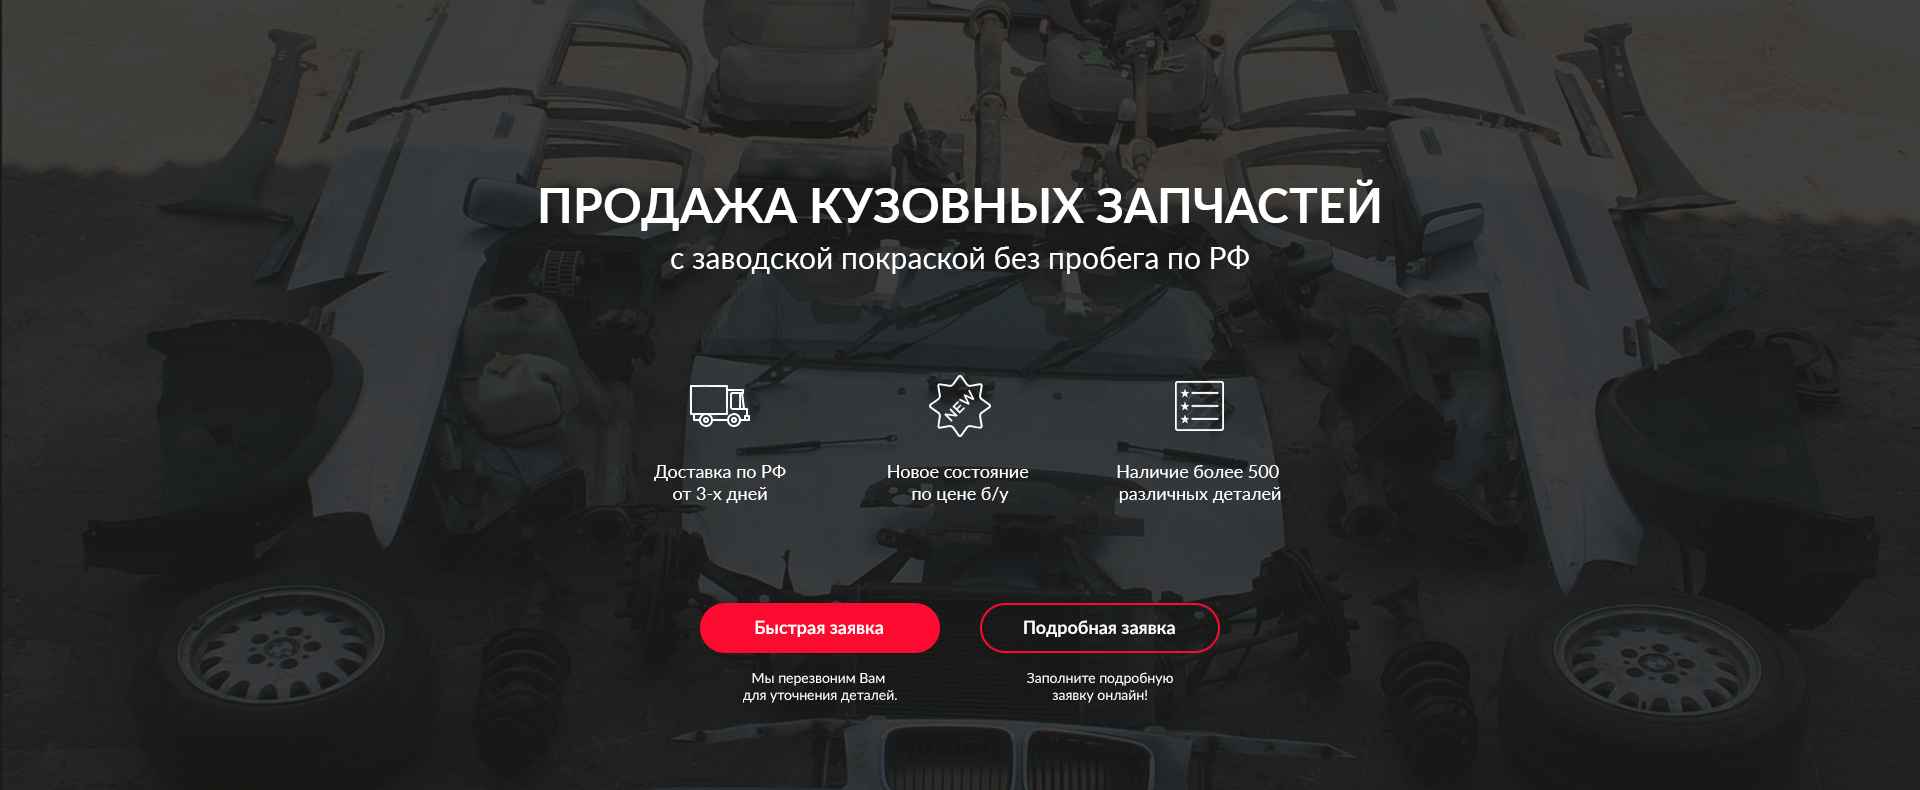 ПРОДАЖА КУЗОВНЫХ ЗАПЧАСТЕЙ
с заводской покраской без пробега по РФ
NEW
Доставка по РФ
от 3-х дней
Новое состояние
по цене б/у
Наличие более 500
различных деталей
Быстрая заявка
Подробная заявка
Мы перезвоним Вам
для уточнения деталей.
Заполните подробную
заявку онлайн!